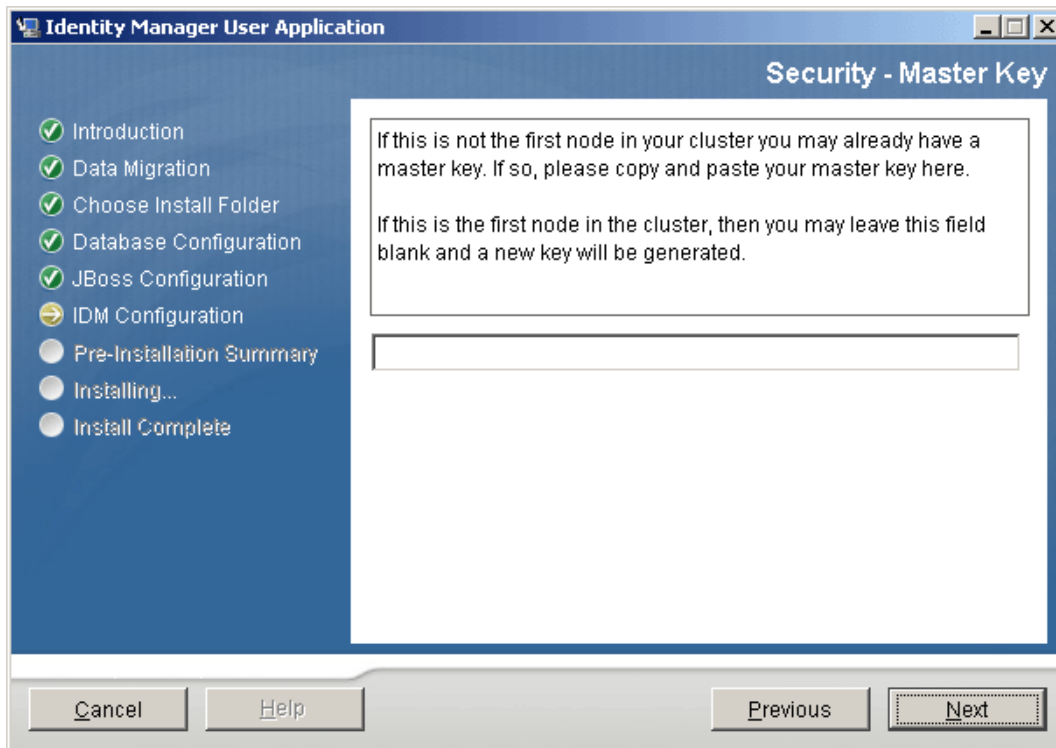 Identity Manager User Application
Security - Master Key
Introduction
Data Migration
Choose Install Folder
Database Configuration
JBoss Configuration
IDM Configuration
Pre-Installation Summary
Installing...
Install Complete
If this is not the first node in your cluster you may already have a
master key. If so, please copy and paste your master key here.
If this is the first node in the cluster, then you may leave this field
blank and a new key will be generated.
Cancel
Help
Previous
Next